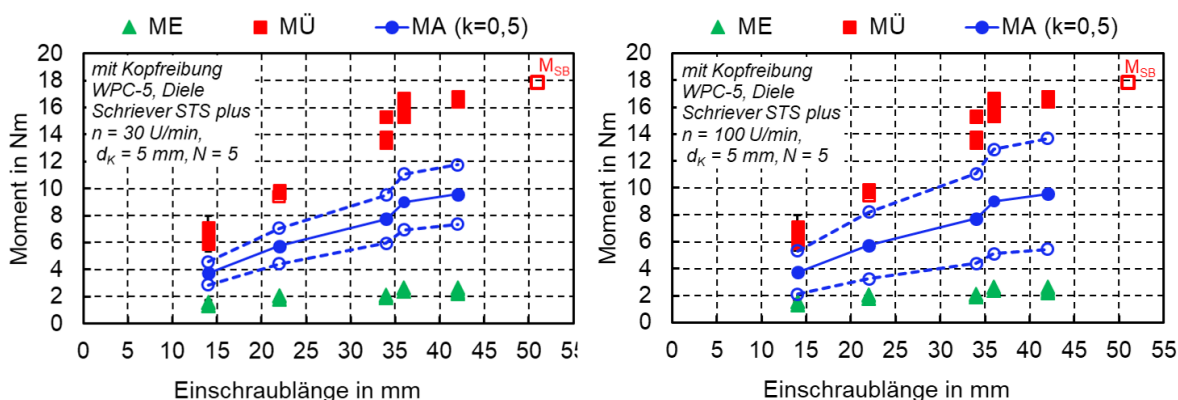 ME MÜ MA (k=0,5)
20
18
16
14
12
10
8
6
4
2
0
Moment in Nm
mit Kopfreibung
WPC-5, Diele
Schriever STS plus
n = 30 U/min,
d_K = 5 mm, N = 5
M_SB
0 5 10 15 20 25 30 35 40 45 50 55
Einschraublänge in mm
ME MÜ MA (k=0,5)
20
18
16
14
12
10
8
6
4
2
0
Moment in Nm
mit Kopfreibung
WPC-5, Diele
Schriever STS plus
n = 100 U/min,
d_K = 5 mm, N = 5
M_SB
0 5 10 15 20 25 30 35 40 45 50 55
Einschraublänge in mm